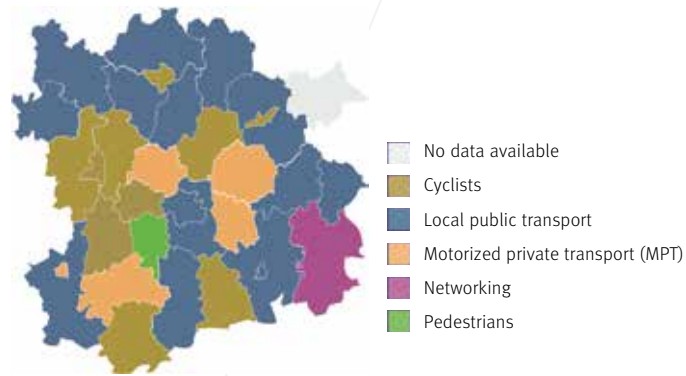 No data available
Cyclists
Local public transport
Motorized private transport (MPT)
Networking
Pedestrians